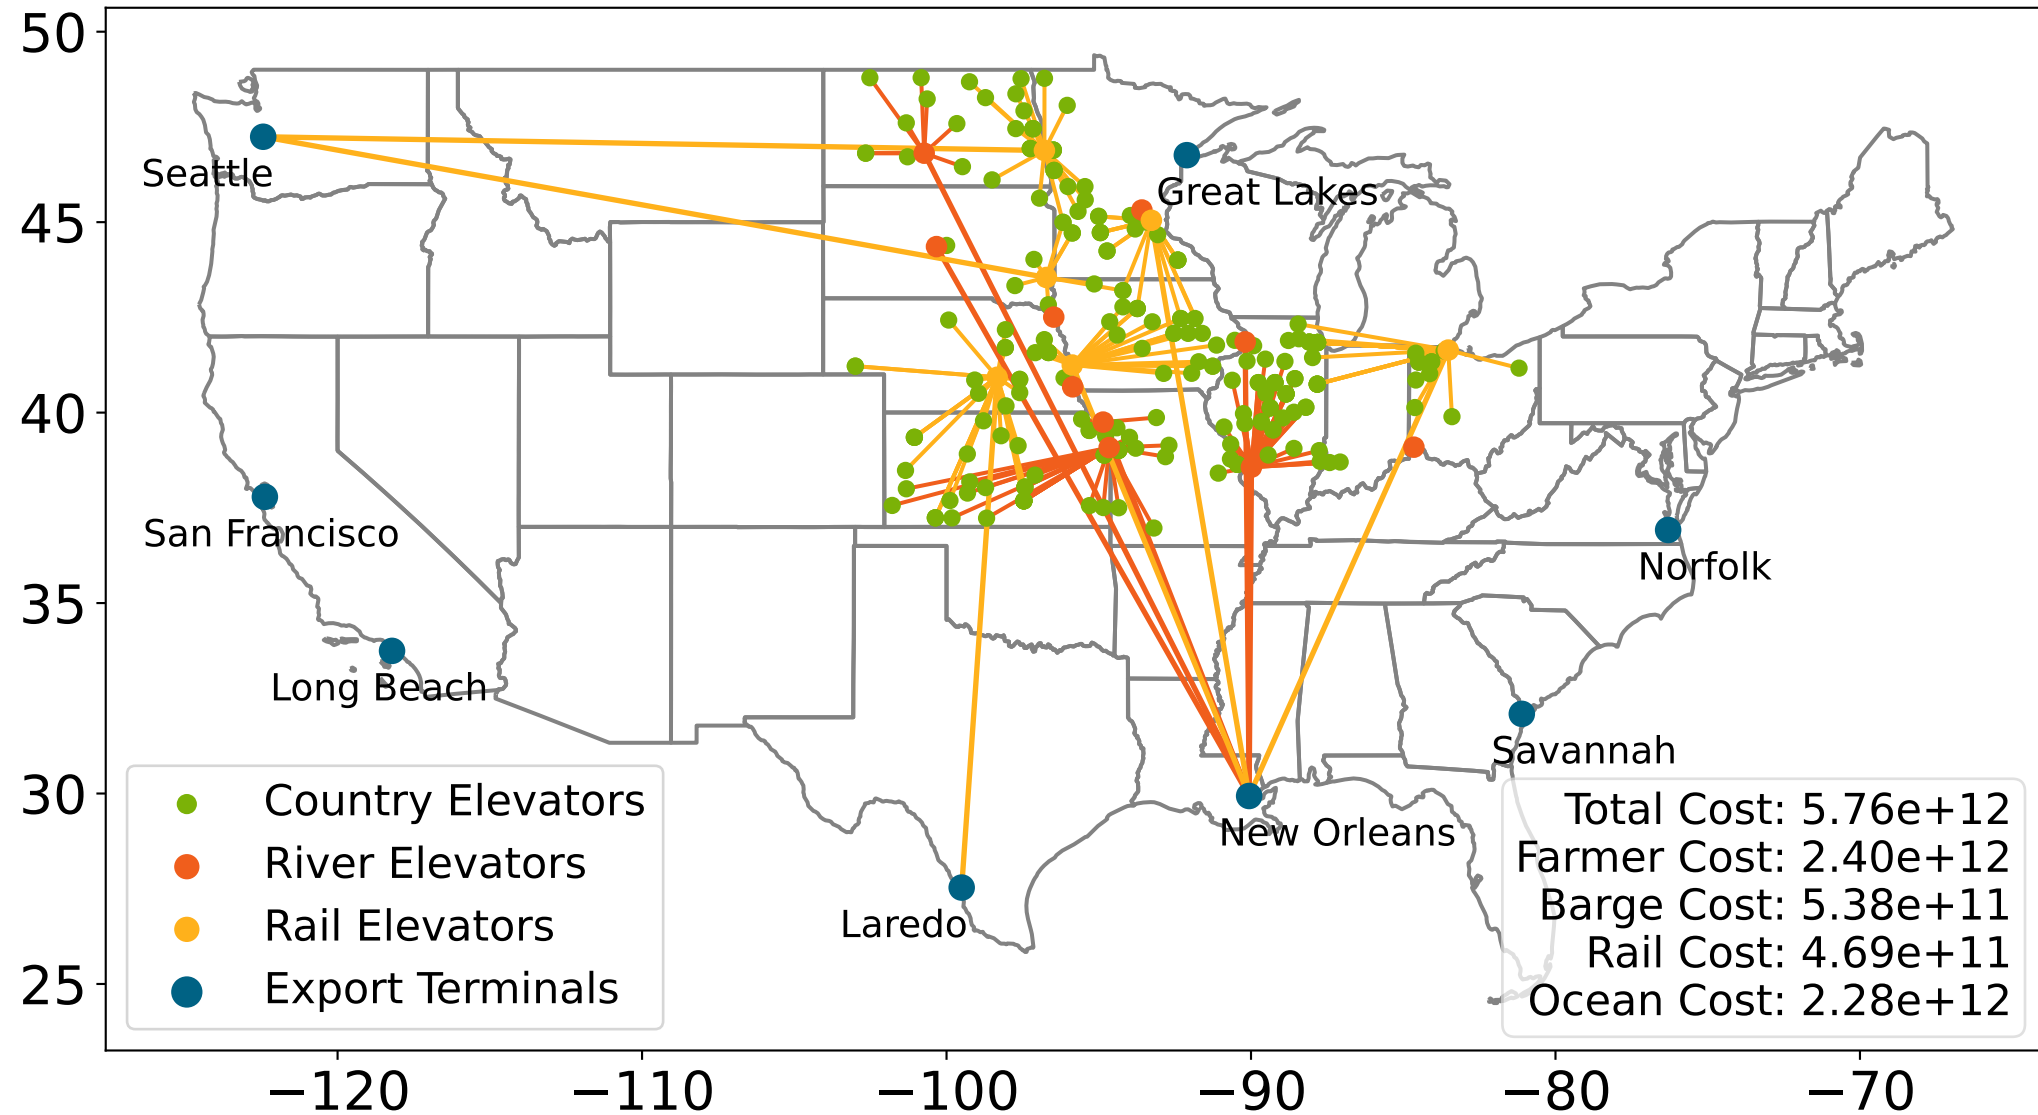 50
45
40
35
30
25
−120
−110
−100
−90
−80
−70
Seattle
Great Lakes
San Francisco
Norfolk
Long Beach
Savannah
New Orleans
Laredo
Country Elevators
River Elevators
Rail Elevators
Export Terminals
Total Cost: 5.76e+12
Farmer Cost: 2.40e+12
Barge Cost: 5.38e+11
Rail Cost: 4.69e+11
Ocean Cost: 2.28e+12